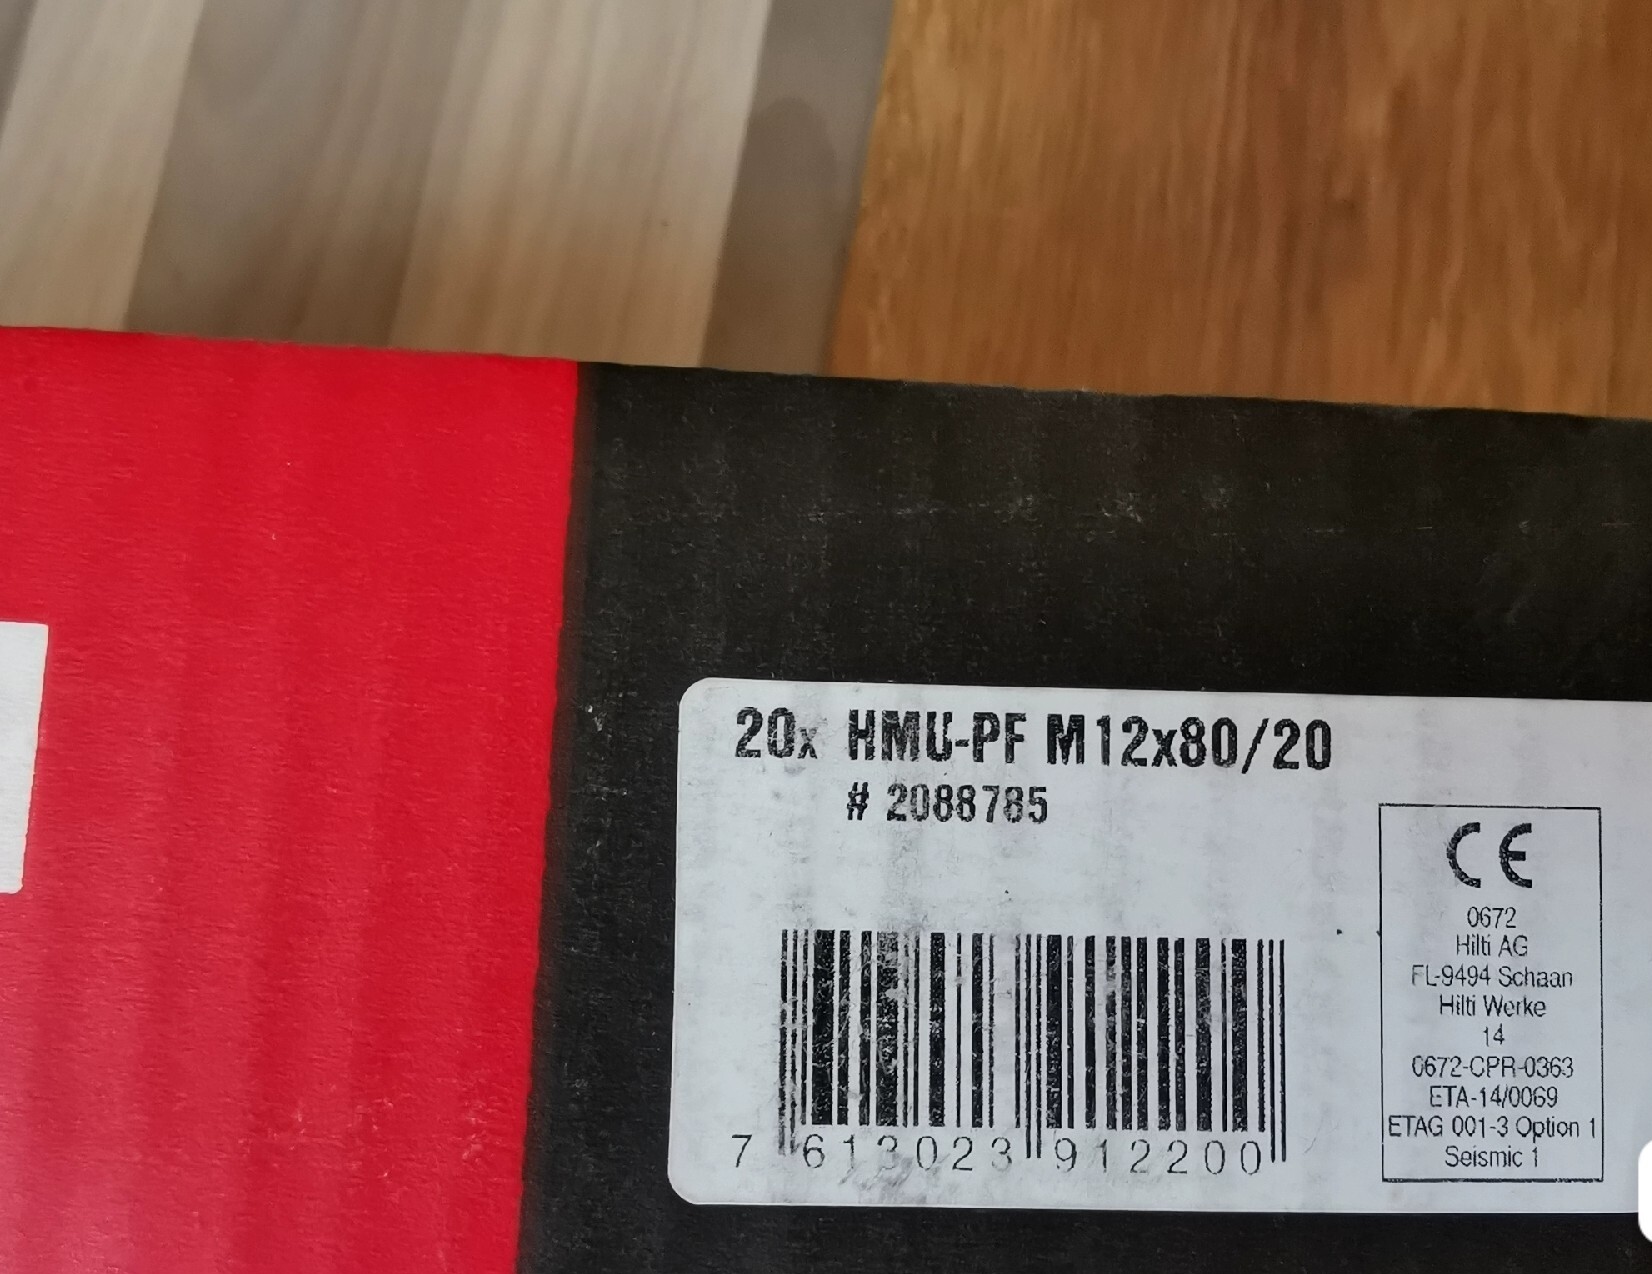 20x HMU-PF M12x80/20
# 2088785
7 613023 912200
CE
0672
Hilti AG
FL-9494 Schaan
Hilti Werke
14
0672-CPR-0363
ETA-14/0069
ETAG 001-3 Option 1
Seismic 1